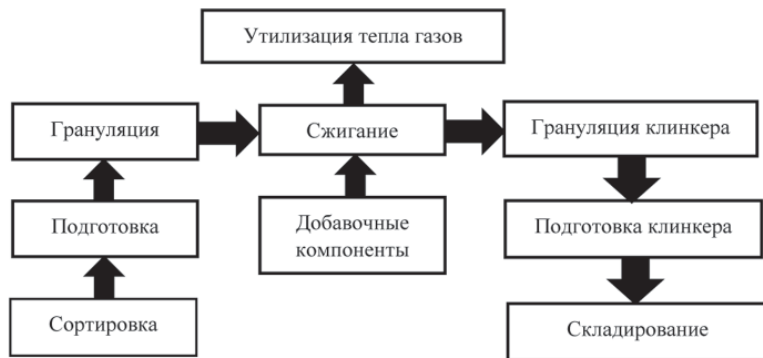 Утилизация тепла газов
Грануляция
Сжигание
Грануляция клинкера
Подготовка
Добавочные
компоненты
Подготовка клинкера
Сортировка
Складирование